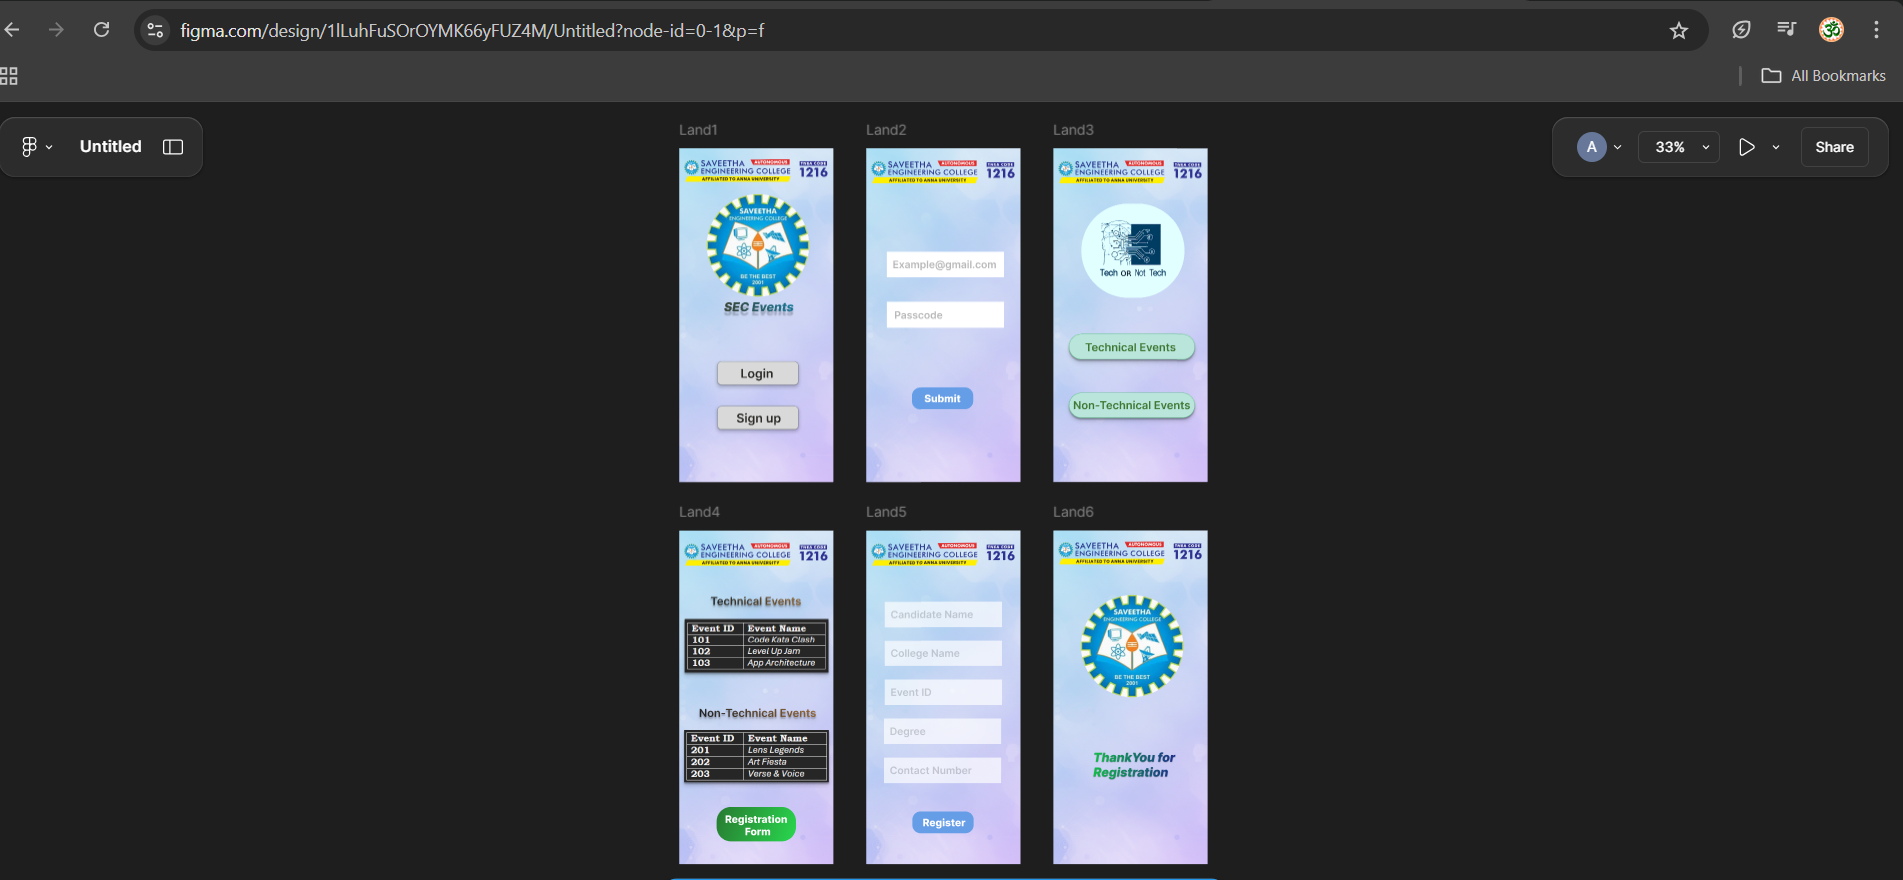 figma.com/design/1lLuhFuSOrOYMK66yFUZ4M/Untitled?node-id=0-1&p=f
All Bookmarks
Untitled
A
33%
Share
Land1
SAVEETHA AUTONOMOUS
ENGINEERING COLLEGE
AFFILIATED TO ANNA UNIVERSITY
TNEA CODE
1216
SAVEETHA
ENGINEERING COLLEGE
BE THE BEST
2001
SEC Events
Login
Sign up
Land2
SAVEETHA AUTONOMOUS
ENGINEERING COLLEGE
AFFILIATED TO ANNA UNIVERSITY
TNEA CODE
1216
Example@gmail.com
Passcode
Submit
Land3
SAVEETHA AUTONOMOUS
ENGINEERING COLLEGE
AFFILIATED TO ANNA UNIVERSITY
TNEA CODE
1216
Tech OR Not Tech
Technical Events
Non-Technical Events
Land4
SAVEETHA AUTONOMOUS
ENGINEERING COLLEGE
AFFILIATED TO ANNA UNIVERSITY
TNEA CODE
1216
Technical Events
Event ID Event Name
101 Code Kata Clash
102 Level Up Jam
103 App Architecture
Non-Technical Events
Event ID Event Name
201 Lens Legends
202 Art Fiesta
203 Verse & Voice
Registration
Form
Land5
SAVEETHA AUTONOMOUS
ENGINEERING COLLEGE
AFFILIATED TO ANNA UNIVERSITY
TNEA CODE
1216
Candidate Name
College Name
Event ID
Degree
Contact Number
Register
Land6
SAVEETHA AUTONOMOUS
ENGINEERING COLLEGE
AFFILIATED TO ANNA UNIVERSITY
TNEA CODE
1216
SAVEETHA
ENGINEERING COLLEGE
BE THE BEST
2001
ThankYou for
Registration